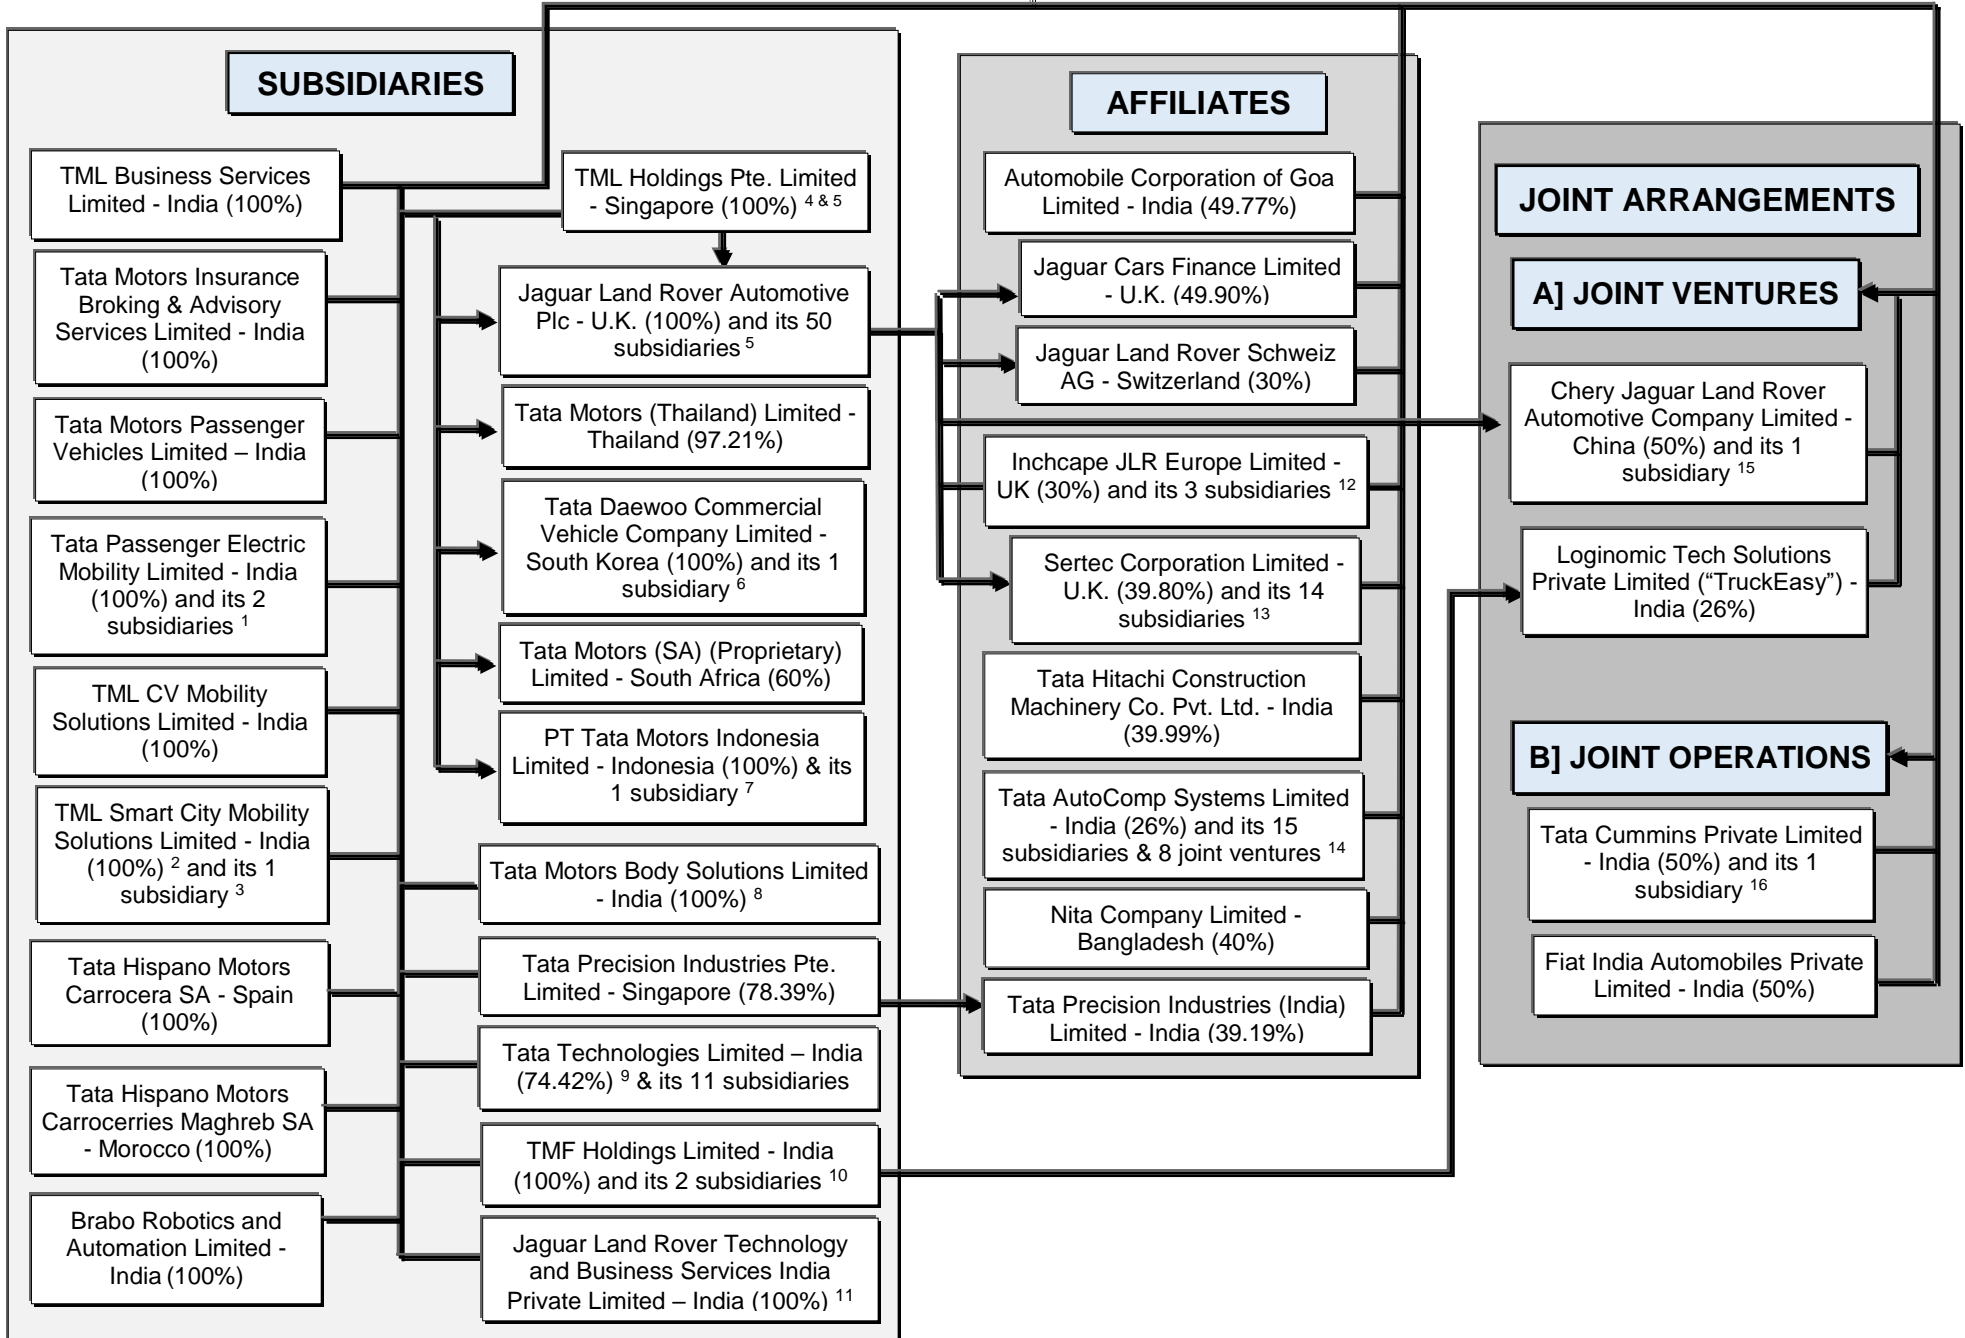 SUBSIDIARIES
TML Business Services
Limited - India (100%)
Tata Motors Insurance
Broking & Advisory
Services Limited - India
(100%)
Tata Motors Passenger
Vehicles Limited – India
(100%)
Tata Passenger Electric
Mobility Limited - India
(100%) and its 2
subsidiaries 1
TML CV Mobility
Solutions Limited - India
(100%)
TML Smart City Mobility
Solutions Limited - India
(100%) 2 and its 1
subsidiary 3
Tata Hispano Motors
Carrocera SA - Spain
(100%)
Tata Hispano Motors
Carrocerries Maghreb SA
- Morocco (100%)
Brabo Robotics and
Automation Limited -
India (100%)
TML Holdings Pte. Limited
- Singapore (100%) 4 & 5
Jaguar Land Rover Automotive
Plc - U.K. (100%) and its 50
subsidiaries 5
Tata Motors (Thailand) Limited -
Thailand (97.21%)
Tata Daewoo Commercial
Vehicle Company Limited -
South Korea (100%) and its 1
subsidiary 6
Tata Motors (SA) (Proprietary)
Limited - South Africa (60%)
PT Tata Motors Indonesia
Limited - Indonesia (100%) & its
1 subsidiary 7
Tata Motors Body Solutions Limited
- India (100%) 8
Tata Precision Industries Pte.
Limited - Singapore (78.39%)
Tata Technologies Limited – India
(74.42%) 9 & its 11 subsidiaries
TMF Holdings Limited - India
(100%) and its 2 subsidiaries 10
Jaguar Land Rover Technology
and Business Services India
Private Limited – India (100%) 11
AFFILIATES
Automobile Corporation of Goa
Limited - India (49.77%)
Jaguar Cars Finance Limited
- U.K. (49.90%)
Jaguar Land Rover Schweiz
AG - Switzerland (30%)
Inchcape JLR Europe Limited -
UK (30%) and its 3 subsidiaries 12
Sertec Corporation Limited -
U.K. (39.80%) and its 14
subsidiaries 13
Tata Hitachi Construction
Machinery Co. Pvt. Ltd. - India
(39.99%)
Tata AutoComp Systems Limited
- India (26%) and its 15
subsidiaries & 8 joint ventures 14
Nita Company Limited -
Bangladesh (40%)
Tata Precision Industries (India)
Limited - India (39.19%)
JOINT ARRANGEMENTS
A] JOINT VENTURES
Chery Jaguar Land Rover
Automotive Company Limited -
China (50%) and its 1
subsidiary 15
Loginomic Tech Solutions
Private Limited (“TruckEasy”) -
India (26%)
B] JOINT OPERATIONS
Tata Cummins Private Limited
- India (50%) and its 1
subsidiary 16
Fiat India Automobiles Private
Limited - India (50%)